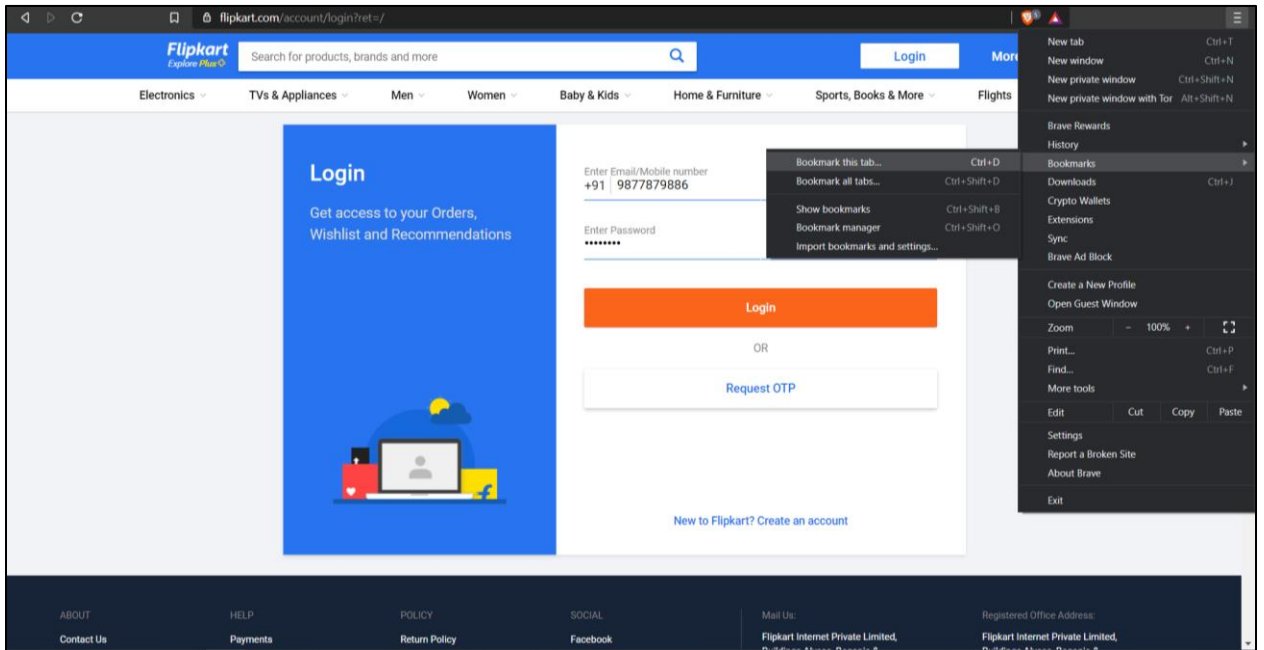 flipkart.com/account/login?ret=/
Flipkart
Explore Plus
Search for products, brands and more
Login
More
Electronics
TVs & Appliances
Men
Women
Baby & Kids
Home & Furniture
Sports, Books & More
Flights
Login
Get access to your Orders,
Wishlist and Recommendations
Enter Email/Mobile number
+91 9877879886
Enter Password
••••••••
Login
OR
Request OTP
New to Flipkart? Create an account
Bookmark this tab... Ctrl+D
Bookmark all tabs... Ctrl+Shift+D
Show bookmarks Ctrl+Shift+B
Bookmark manager Ctrl+Shift+O
Import bookmarks and settings...
New tab Ctrl+T
New window Ctrl+N
New private window Ctrl+Shift+N
New private window with Tor Alt+Shift+N
Brave Rewards
History
Bookmarks
Downloads Ctrl+J
Crypto Wallets
Extensions
Sync
Brave Ad Block
Create a New Profile
Open Guest Window
Zoom - 100% +
Print... Ctrl+P
Find... Ctrl+F
More tools
Edit Cut Copy Paste
Settings
Report a Broken Site
About Brave
Exit
ABOUT
Contact Us
HELP
Payments
POLICY
Return Policy
SOCIAL
Facebook
Mail Us:
Flipkart Internet Private Limited,
Registered Office Address:
Flipkart Internet Private Limited,